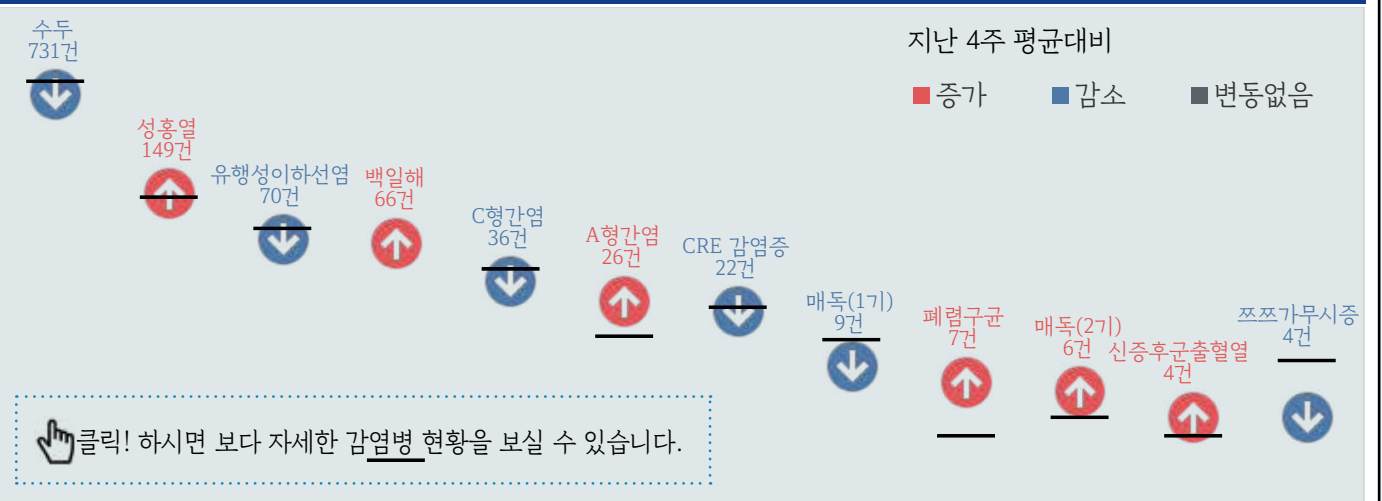 지난 4주 평균대비
증가
감소
변동없음
수두
731건
성홍열
149건
유행성이하선염
70건
백일해
66건
C형간염
36건
A형간염
26건
CRE 감염증
22건
매독(1기)
9건
폐렴구균
7건
매독(2기)
6건
신증후군출혈열
4건
쯔쯔가무시증
4건
클릭! 하시면 보다 자세한 감염병 현황을 보실 수 있습니다.